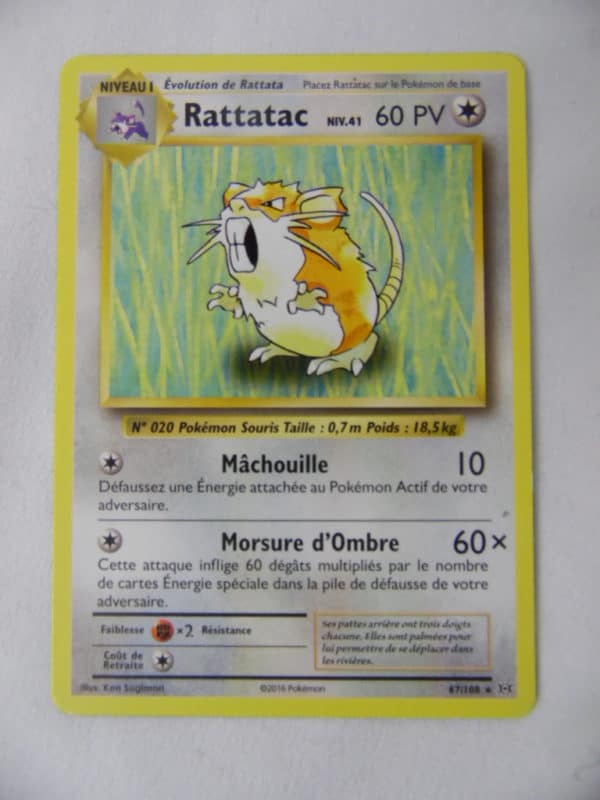 NIVEAU 1 Évolution de Rattata Placez Rattatac sur le Pokémon de base
Rattatac NIV.41 60 PV
N° 020 Pokémon Souris Taille : 0,7 m Poids : 18,5 kg
Mâchouille 10
Défaussez une Énergie attachée au Pokémon Actif de votre
adversaire.
Morsure d'Ombre 60×
Cette attaque inflige 60 dégâts multipliés par le nombre
de cartes Énergie spéciale dans la pile de défausse de votre
adversaire.
Faiblesse ×2 Résistance
Coût de
Retraite
Ses pattes arrière ont trois doigts
chacune. Elles sont palmées pour
lui permettre de se déplacer dans
les rivières.
Illus. Ken Sugimori ©2016 Pokémon 67/108